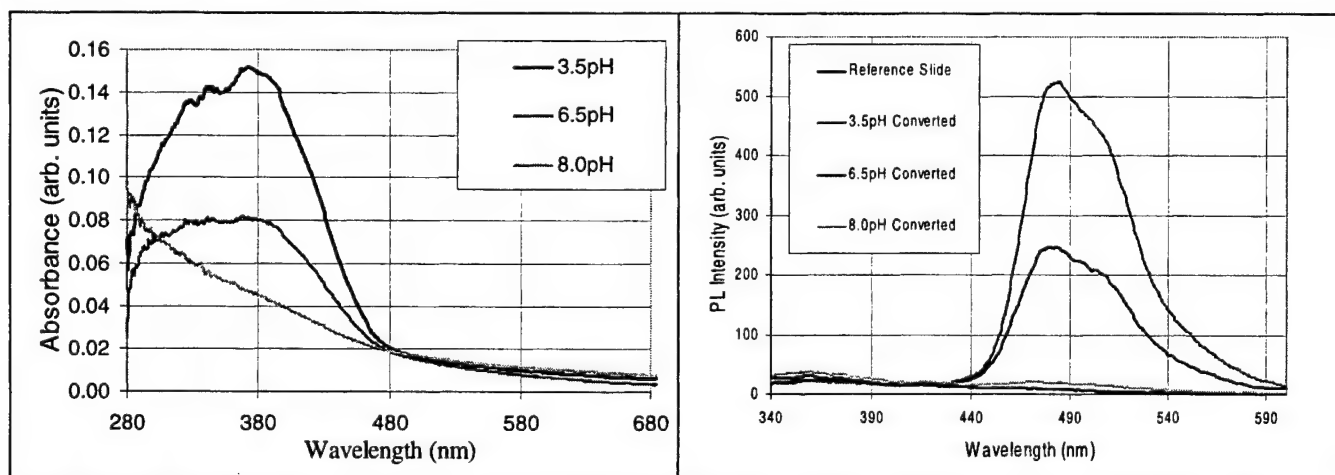 0.16
0.14
0.12
0.10
0.08
0.06
0.04
0.02
0.00
Absorbance (arb. units)
280 380 480 580 680
Wavelength (nm)
3.5pH
6.5pH
8.0pH
600
500
400
300
200
100
0
PL Intensity (arb. units)
340 390 440 490 540 590
Wavelength (nm)
Reference Slide
3.5pH Converted
6.5pH Converted
8.0pH Converted